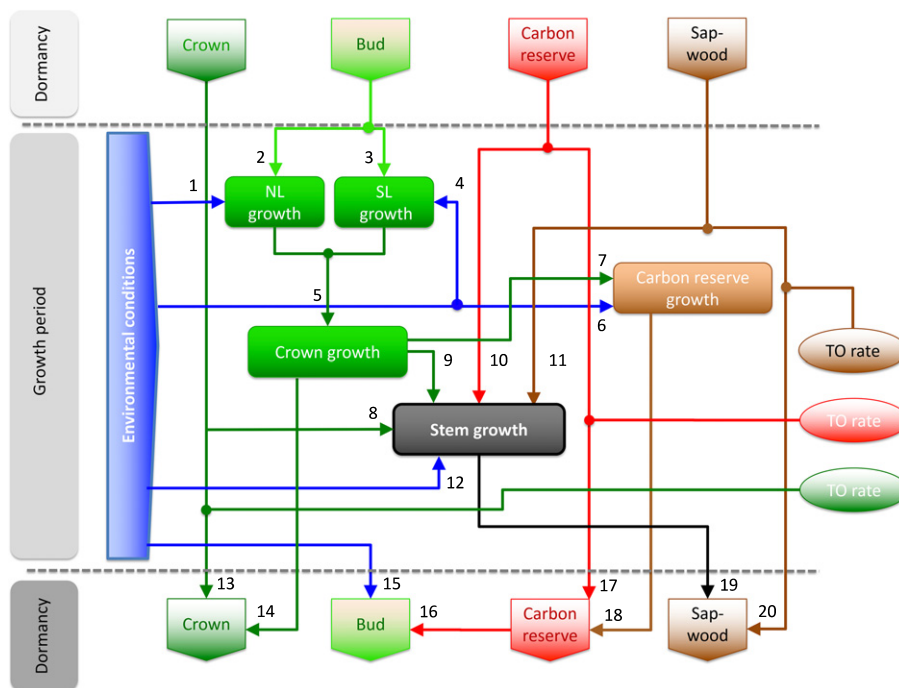 Dormancy
Crown
Bud
Carbon
reserve
Sap-
wood
Growth period
Environmental conditions
1
2
3
4
NL
growth
SL
growth
5
6
7
Carbon reserve
growth
Crown growth
9
10
11
TO rate
8
Stem growth
TO rate
12
TO rate
Dormancy
13
14
15
16
17
18
19
20
Crown
Bud
Carbon
reserve
Sap-
wood